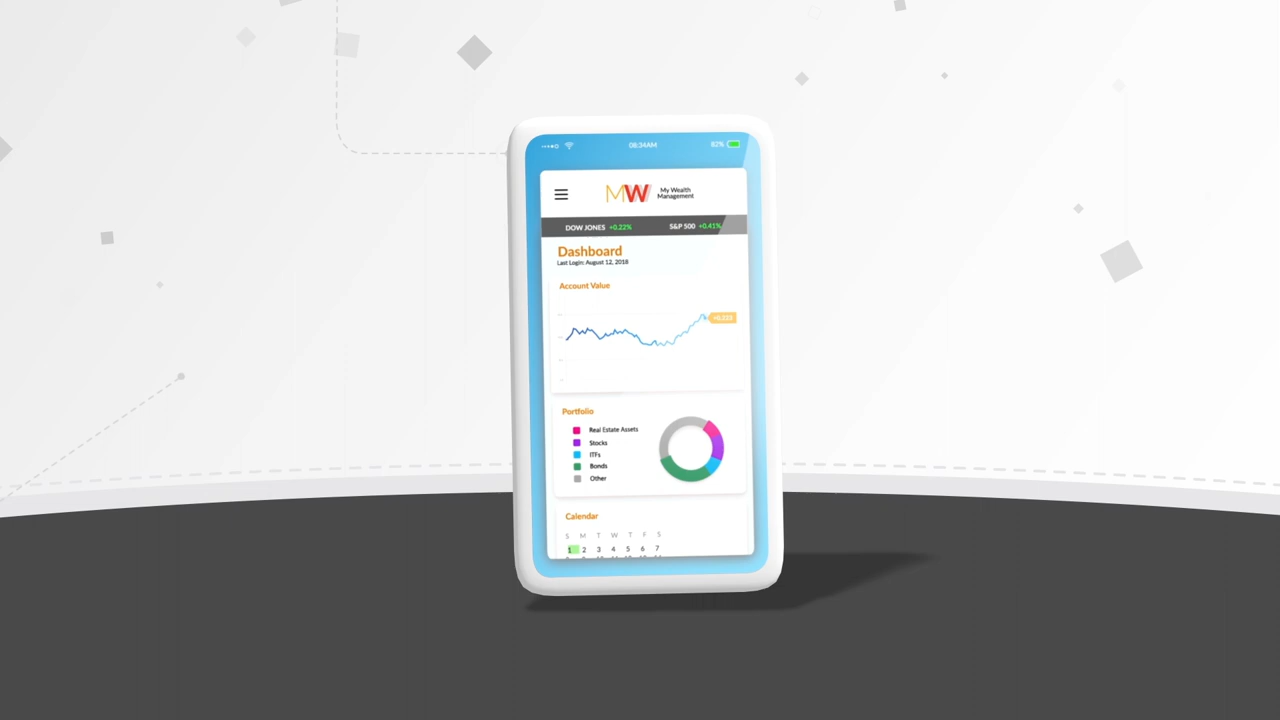 08:34AM
82%
MW My Wealth
Management
DOW JONES +0.22% S&P 500 +0.41%
Dashboard
Last Login: August 12, 2018
Account Value
Portfolio
Real Estate Assets
Stocks
ITFs
Bonds
Other
Calendar
S M T W T F S
1 2 3 4 5 6 7